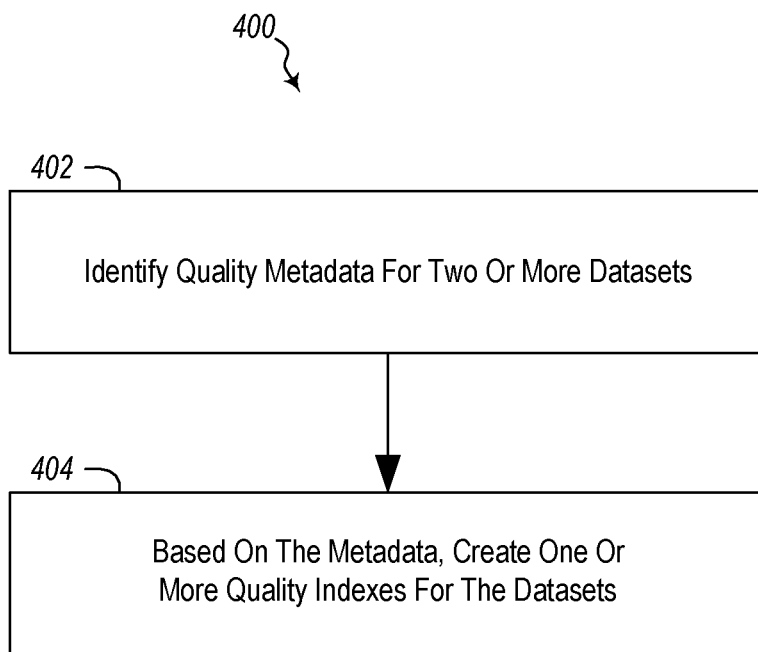 400
402
Identify Quality Metadata For Two Or More Datasets
404
Based On The Metadata, Create One Or
More Quality Indexes For The Datasets